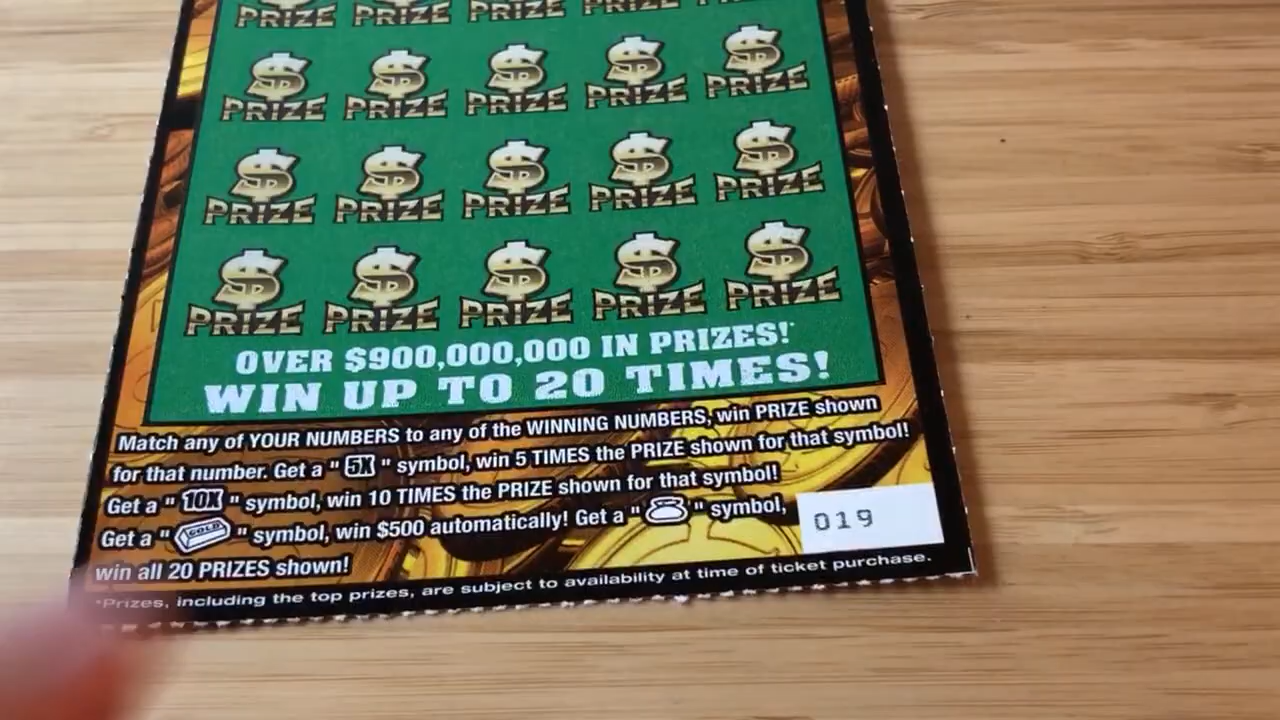 PRIZE PRIZE PRIZE PRIZE PRIZE
$ $ $ $ $
PRIZE PRIZE PRIZE PRIZE PRIZE
$ $ $ $ $
PRIZE PRIZE PRIZE PRIZE PRIZE
$ $ $ $ $
PRIZE PRIZE PRIZE PRIZE PRIZE
OVER $900,000,000 IN PRIZES!*
WIN UP TO 20 TIMES!
Match any of YOUR NUMBERS to any of the WINNING NUMBERS, win PRIZE shown
for that number. Get a "5X" symbol, win 5 TIMES the PRIZE shown for that symbol!
Get a "10X" symbol, win 10 TIMES the PRIZE shown for that symbol!
Get a "GOLD" symbol, win $500 automatically! Get a " " symbol,
win all 20 PRIZES shown!
019
*Prizes, including the top prizes, are subject to availability at time of ticket purchase.